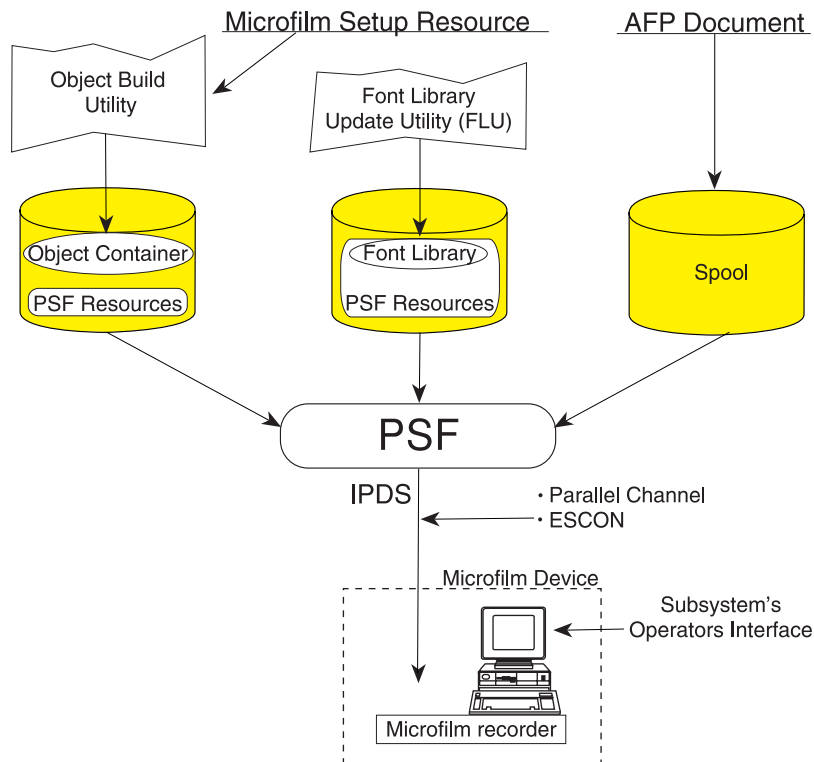 Microfilm Setup Resource
AFP Document
Object Build
Utility
Font Library
Update Utility (FLU)
Object Container
PSF Resources
Font Library
PSF Resources
Spool
PSF
IPDS
• Parallel Channel
• ESCON
Microfilm Device
Subsystem's
Operators Interface
Microfilm recorder